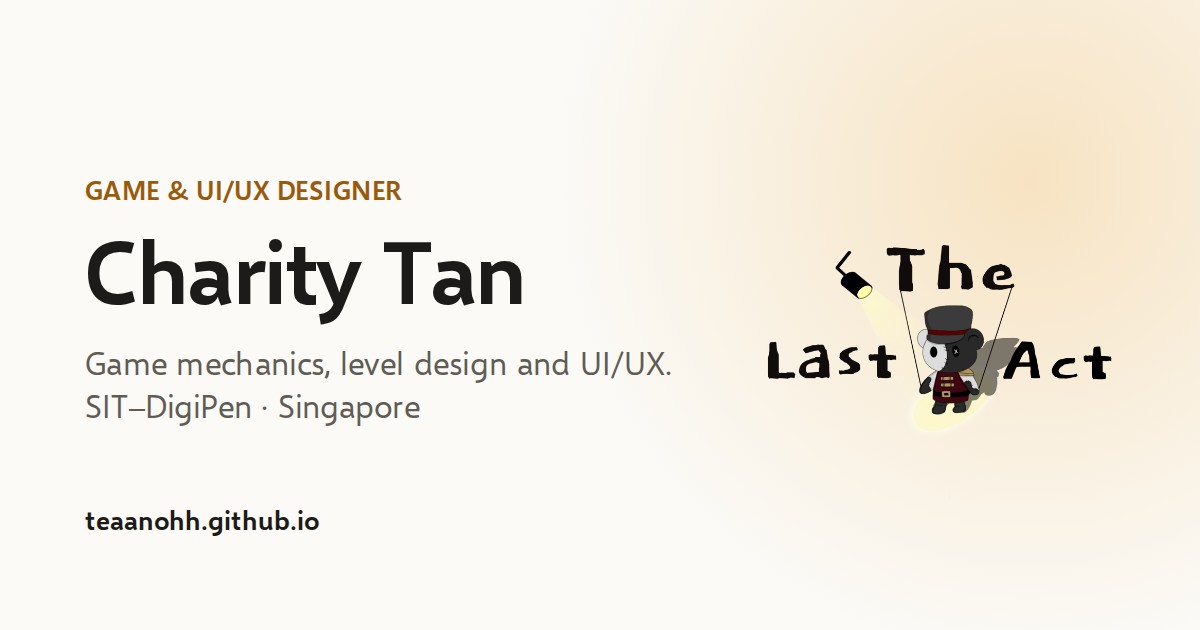 GAME & UI/UX DESIGNER
Charity Tan
Game mechanics, level design and UI/UX.
SIT–DigiPen · Singapore
teaanohh.github.io
The
Last Act